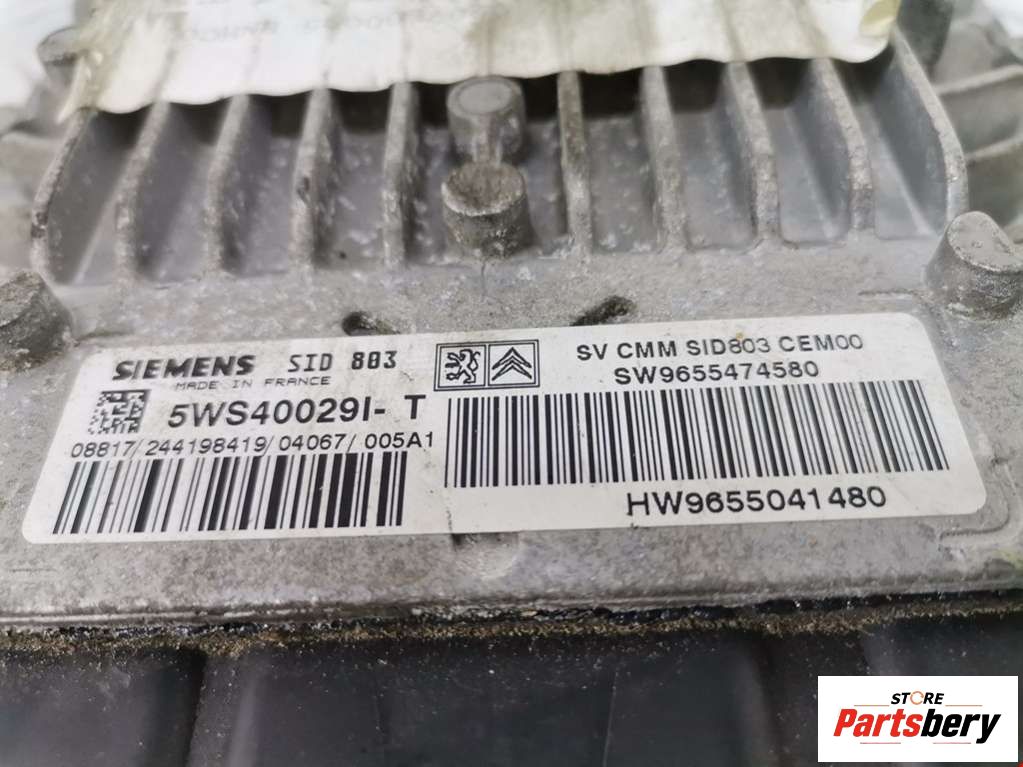 SIEMENS SID 803
MADE IN FRANCE
5WS40029I- T
08817/244198419/04067/005A1
SV CMM SID803 CEM00
SW9655474580
HW9655041480
STORE
Partsbery